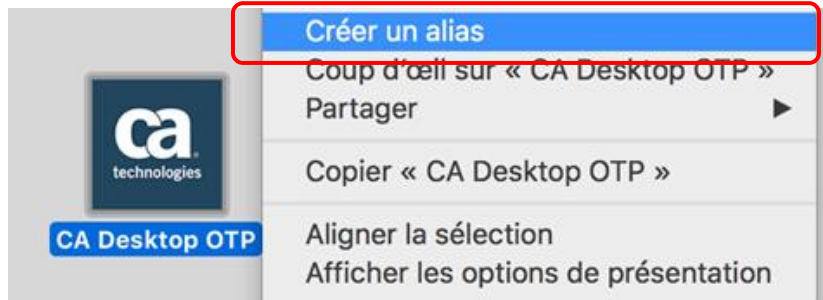 ca
technologies
CA Desktop OTP
Créer un alias
Coup d'œil sur « CA Desktop OTP »
Partager
Copier « CA Desktop OTP »
Aligner la sélection
Afficher les options de présentation